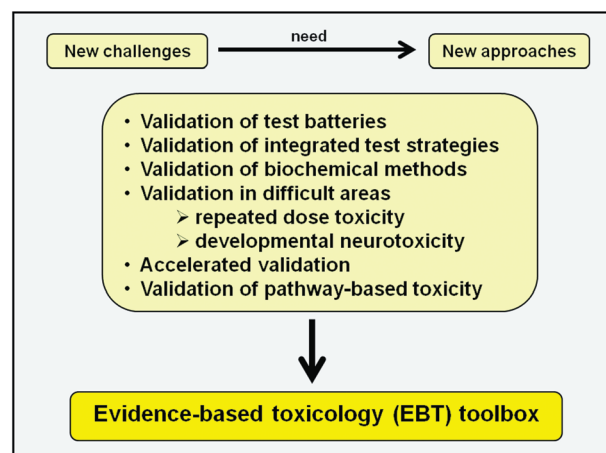 need
New challenges
New approaches
• Validation of test batteries
• Validation of integrated test strategies
• Validation of biochemical methods
• Validation in difficult areas
➢ repeated dose toxicity
➢ developmental neurotoxicity
• Accelerated validation
• Validation of pathway-based toxicity
Evidence-based toxicology (EBT) toolbox